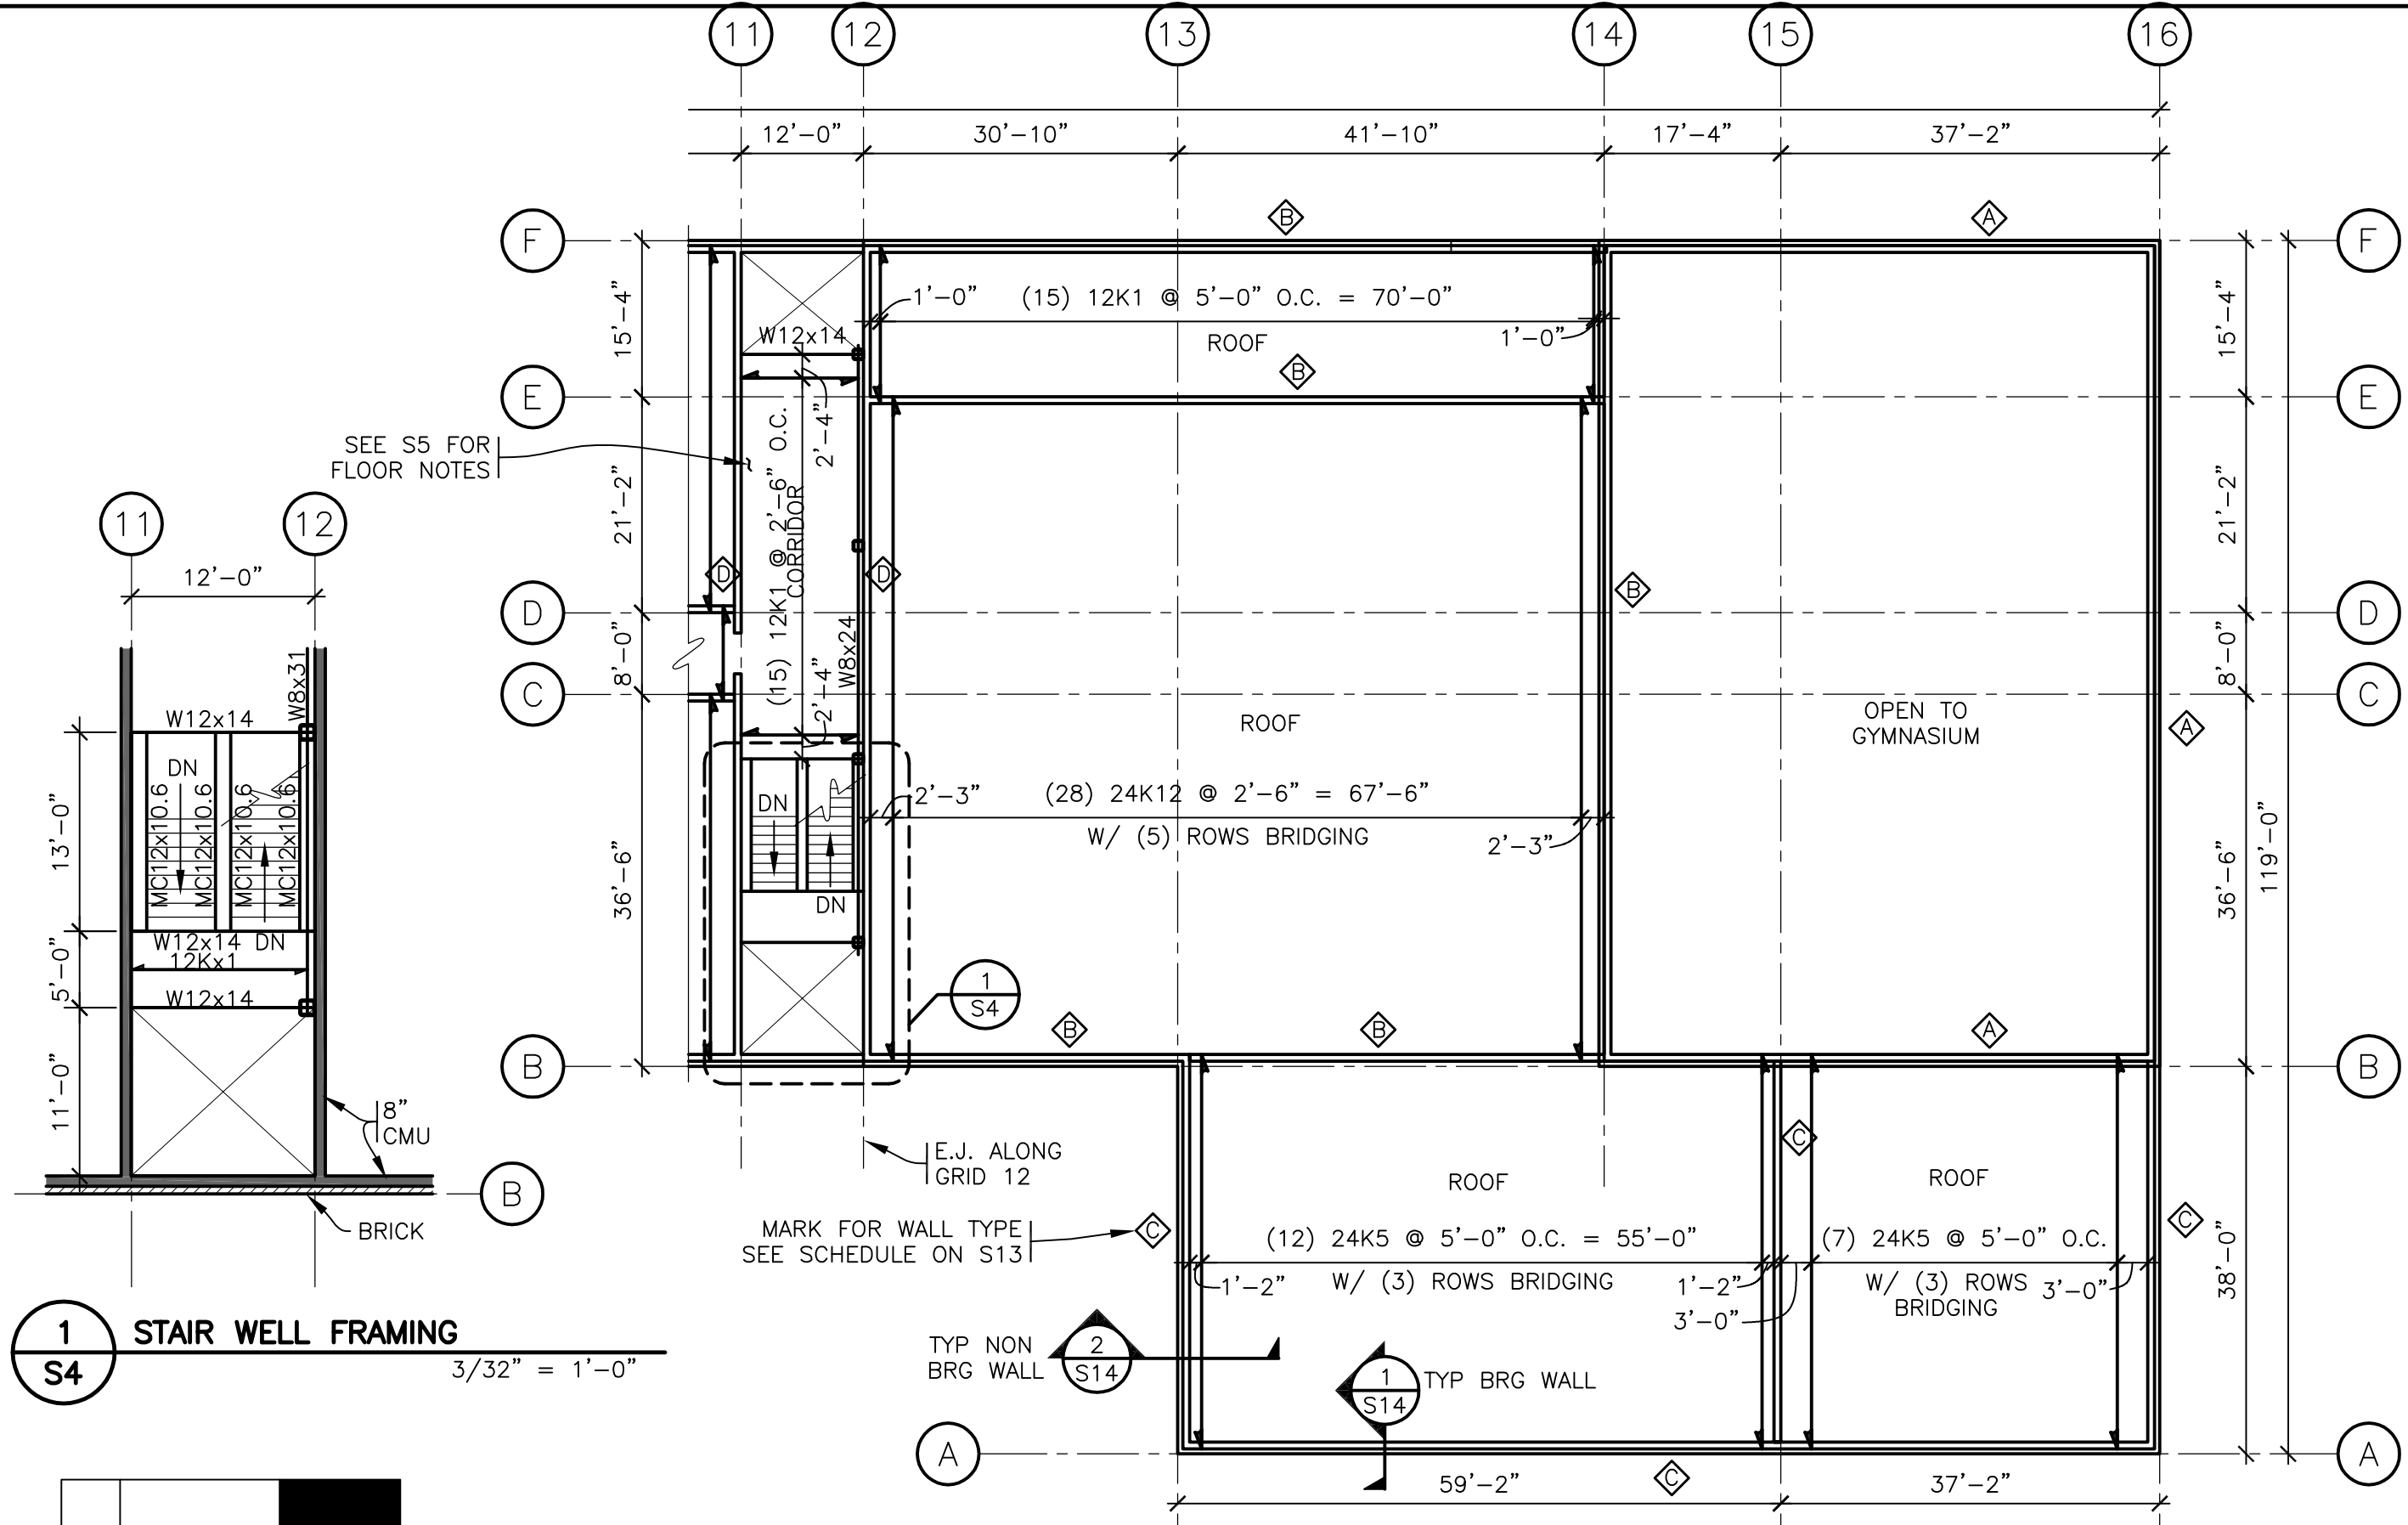 11
12
13
14
15
16
12'-0"
30'-10"
41'-10"
17'-4"
37'-2"
B
A
F
F
15'-4"
1'-0"
(15) 12K1 @ 5'-0" O.C. = 70'-0"
W12x14
ROOF
1'-0"
15'-4"
B
E
E
2'-4"
SEE S5 FOR
FLOOR NOTES
21'-2"
(15) 12K1 @ 2'-6" O.C.
CORRIDOR
D
D
B
21'-2"
D
D
8'-0"
W8x24
2'-4"
8'-0"
C
C
ROOF
OPEN TO
GYMNASIUM
A
DN
2'-3"
(28) 24K12 @ 2'-6" = 67'-6"
W/ (5) ROWS BRIDGING
2'-3"
DN
36'-6"
36'-6"
119'-0"
1
S4
B
B
A
B
B
E.J. ALONG
GRID 12
MARK FOR WALL TYPE
SEE SCHEDULE ON S13
C
ROOF
C
ROOF
C
(12) 24K5 @ 5'-0" O.C. = 55'-0"
(7) 24K5 @ 5'-0" O.C.
1'-2"
W/ (3) ROWS BRIDGING
1'-2"
3'-0"
W/ (3) ROWS
BRIDGING
3'-0"
38'-0"
TYP NON
BRG WALL
2
S14
1
S14
TYP BRG WALL
A
A
59'-2"
C
37'-2"
11
12
12'-0"
W8x31
W12x14
DN
MC12x10.6
MC12x10.6
MC12x10.6
MC12x10.6
13'-0"
W12x14 DN
12Kx1
5'-0"
W12x14
11'-0"
8"
CMU
B
BRICK
1
S4
STAIR WELL FRAMING
3/32" = 1'-0"